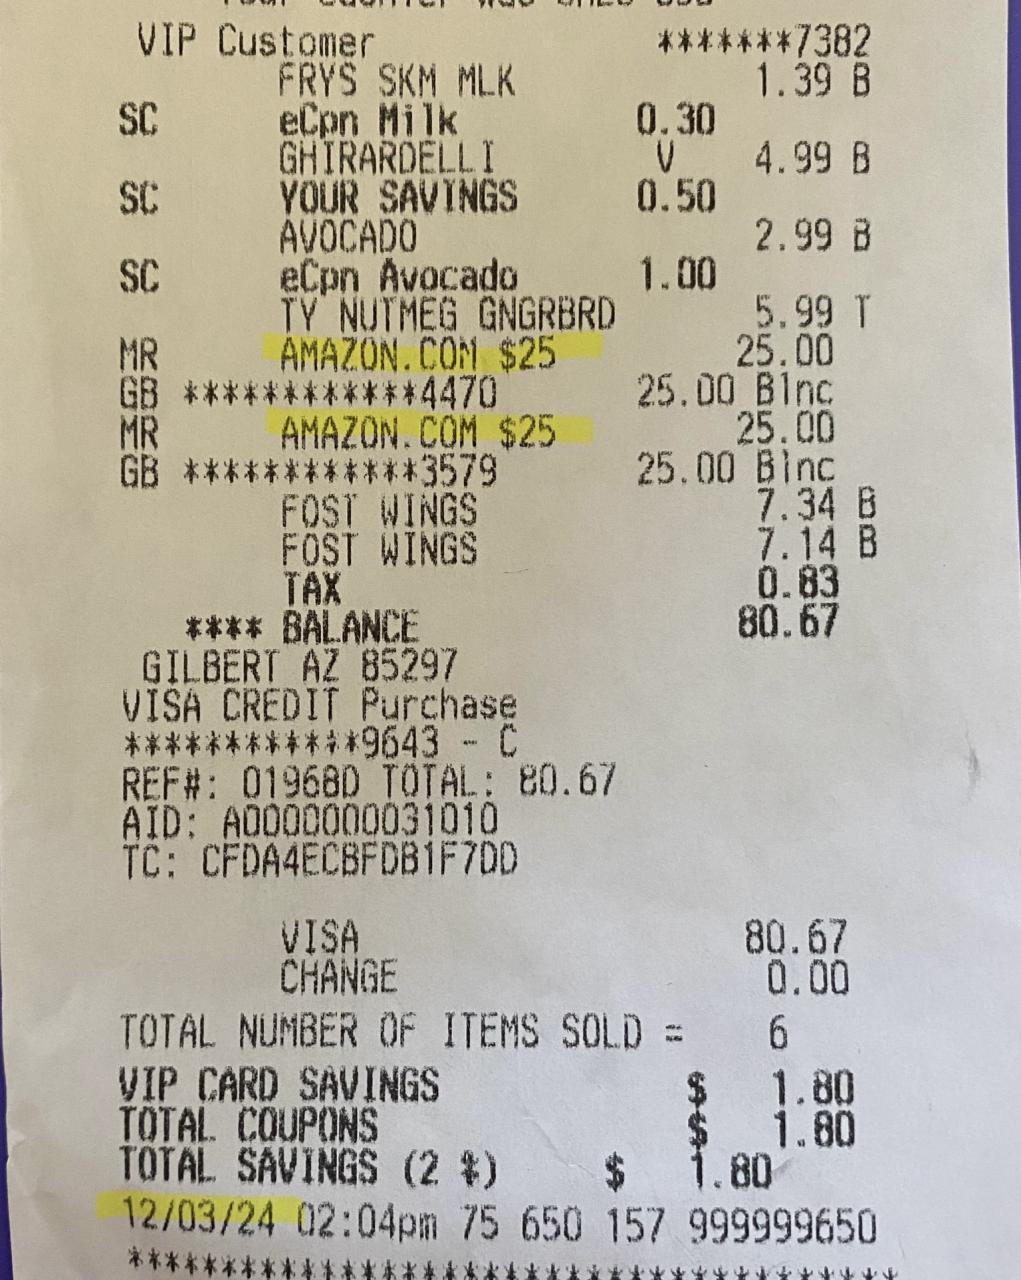 VIP Customer *******7382
FRYS SKM MLK 1.39 B
SC eCpn Milk 0.30
GHIRARDELLI V 4.99 B
SC YOUR SAVINGS 0.50
AVOCADO 2.99 B
SC eCpn Avocado 1.00
TY NUTMEG GNGRBRD 5.99 T
MR AMAZON.COM $25 25.00
GB ************4470 25.00 Blnc
MR AMAZON.COM $25 25.00
GB ************3579 25.00 Blnc
FOST WINGS 7.34 B
FOST WINGS 7.14 B
TAX 0.83
**** BALANCE 80.67
GILBERT AZ 85297
VISA CREDIT Purchase
************9643 - C
REF#: 01968D TOTAL: 80.67
AID: A0000000031010
TC: CFDA4ECBFDB1F7DD
VISA 80.67
CHANGE 0.00
TOTAL NUMBER OF ITEMS SOLD = 6
VIP CARD SAVINGS $ 1.80
TOTAL COUPONS $ 1.80
TOTAL SAVINGS (2 %) $ 1.80
12/03/24 02:04pm 75 650 157 999999650